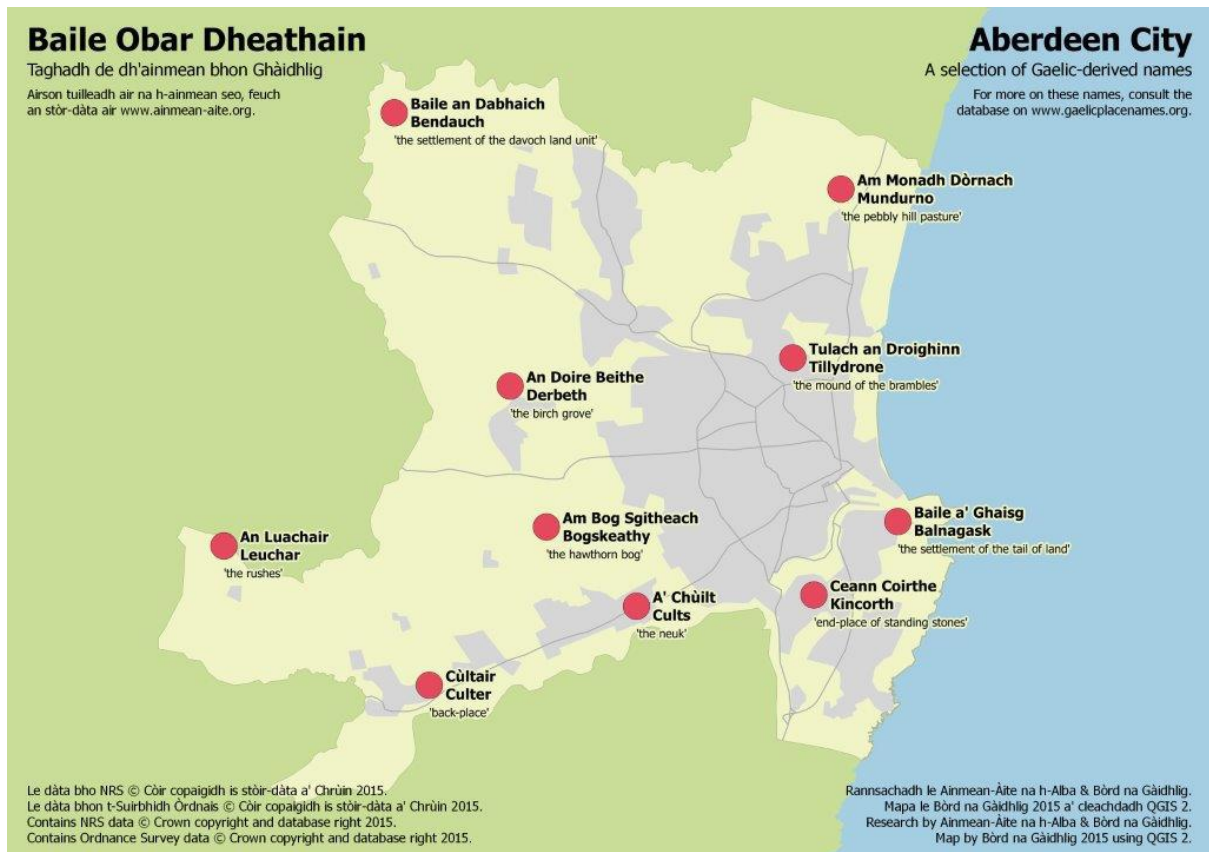 Baile Obar Dheathain
Taghadh de dh'ainmean bhon Ghàidhlig
Airson tuilleadh air na h-ainmean seo, feuch
an stòr-dàta air www.ainmean-aite.org.
Aberdeen City
A selection of Gaelic-derived names
For more on these names, consult the
database on www.gaelicplacenames.org.
Baile an Dabhaich
Bendauch
'the settlement of the davoch land unit'
Am Monadh Dòrnach
Mundurno
'the pebbly hill pasture'
Tulach an Droighinn
Tillydrone
'the mound of the brambles'
An Doire Beithe
Derbeth
'the birch grove'
Am Bog Sgitheach
Bogskeathy
'the hawthorn bog'
Baile a' Ghaisg
Balnagask
'the settlement of the tail of land'
An Luachair
Leuchar
'the rushes'
Ceann Coirthe
Kincorth
'end-place of standing stones'
A' Chùilt
Cults
'the neuk'
Cùltair
Culter
'back-place'
Le dàta bho NRS © Còir copaigidh is stòir-dàta a' Chrùin 2015.
Le dàta bhon t-Suirbhidh Òrdnais © Còir copaigidh is stòir-dàta a' Chrùin 2015.
Contains NRS data © Crown copyright and database right 2015.
Contains Ordnance Survey data © Crown copyright and database right 2015.
Rannsachadh le Ainmean-Àite na h-Alba & Bòrd na Gàidhlig.
Mapa le Bòrd na Gàidhlig 2015 a' cleachdadh QGIS 2.
Research by Ainmean-Àite na h-Alba & Bòrd na Gàidhlig.
Map by Bòrd na Gàidhlig 2015 using QGIS 2.